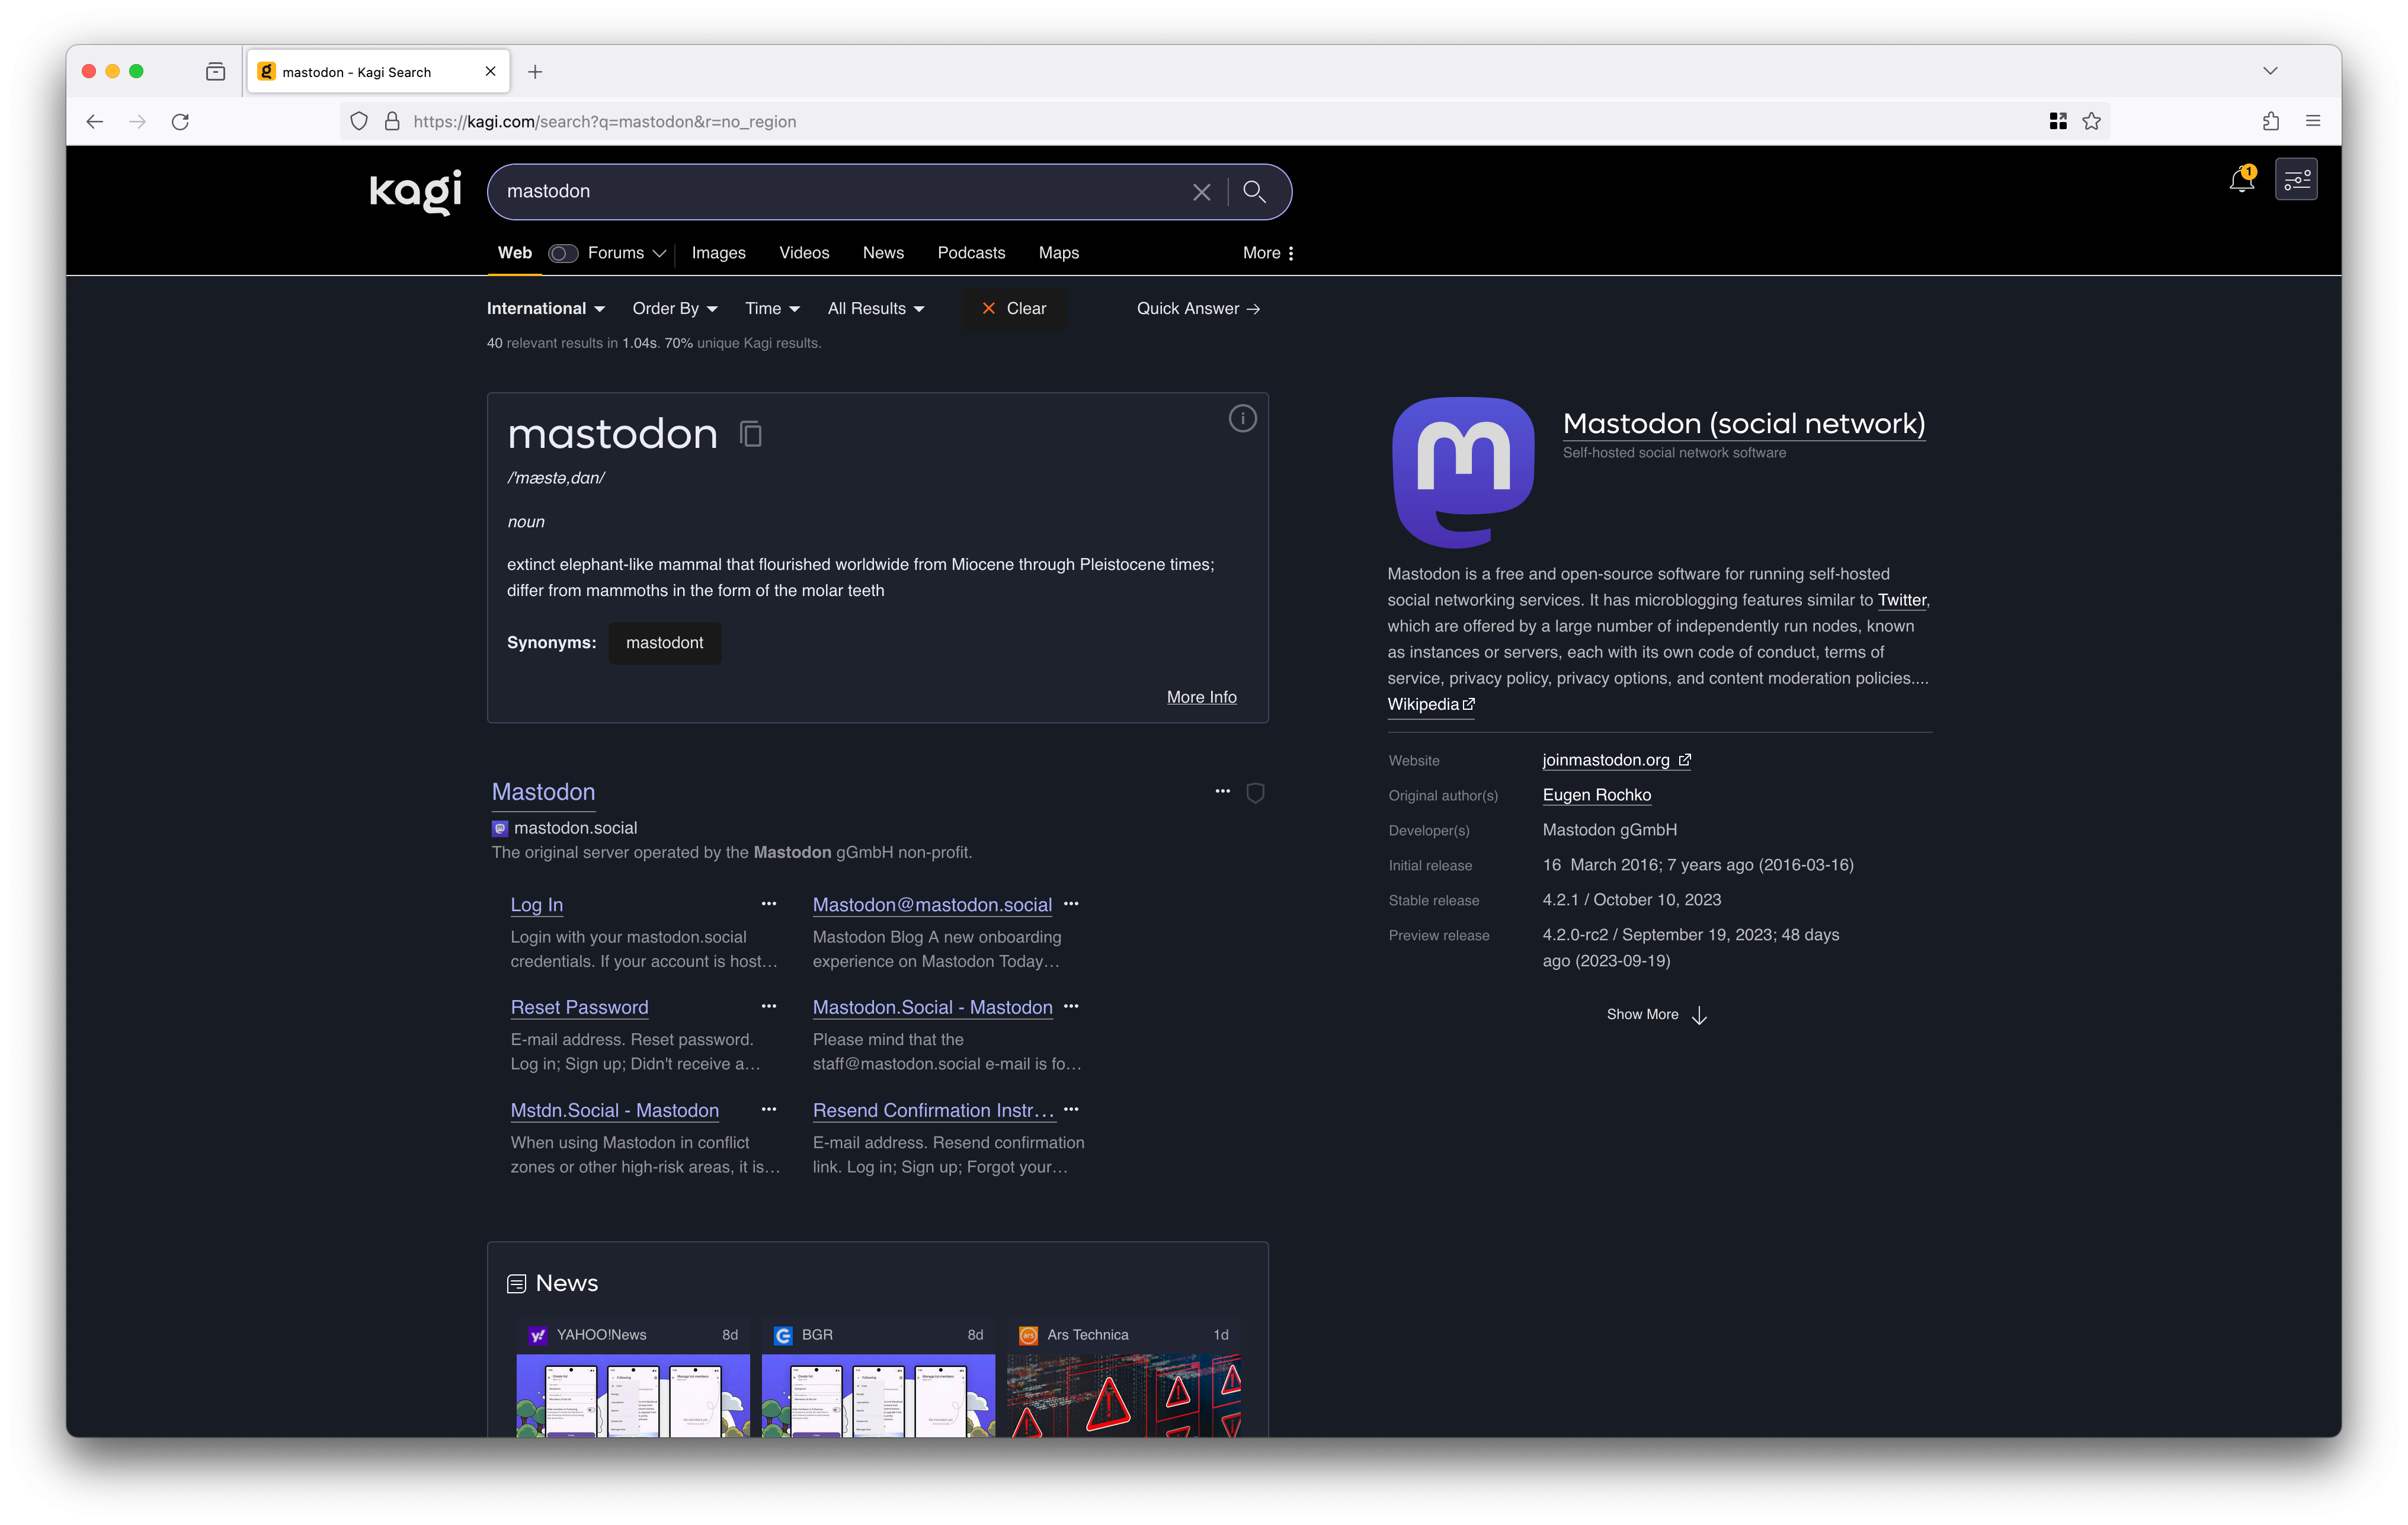 mastodon - Kagi Search
https://kagi.com/search?q=mastodon&r=no_region
kagi
mastodon
1
Web Forums Images Videos News Podcasts Maps More
International Order By Time All Results Clear Quick Answer
40 relevant results in 1.04s. 70% unique Kagi results.
mastodon
/ˈmæstəˌdɑn/
noun
extinct elephant-like mammal that flourished worldwide from Miocene through Pleistocene times;
differ from mammoths in the form of the molar teeth
Synonyms: mastodont
More Info
Mastodon
mastodon.social
The original server operated by the Mastodon gGmbH non-profit.
Log In
Login with your mastodon.social
credentials. If your account is host…
Mastodon@mastodon.social
Mastodon Blog A new onboarding
experience on Mastodon Today…
Reset Password
E-mail address. Reset password.
Log in; Sign up; Didn't receive a…
Mastodon.Social - Mastodon
Please mind that the
staff@mastodon.social e-mail is fo…
Mstdn.Social - Mastodon
When using Mastodon in conflict
zones or other high-risk areas, it is…
Resend Confirmation Instr…
E-mail address. Resend confirmation
link. Log in; Sign up; Forgot your…
News
YAHOO!News 8d
BGR 8d
Ars Technica 1d
Mastodon (social network)
Self-hosted social network software
Mastodon is a free and open-source software for running self-hosted
social networking services. It has microblogging features similar to Twitter,
which are offered by a large number of independently run nodes, known
as instances or servers, each with its own code of conduct, terms of
service, privacy policy, privacy options, and content moderation policies....
Wikipedia
Website joinmastodon.org
Original author(s) Eugen Rochko
Developer(s) Mastodon gGmbH
Initial release 16 March 2016; 7 years ago (2016-03-16)
Stable release 4.2.1 / October 10, 2023
Preview release 4.2.0-rc2 / September 19, 2023; 48 days
ago (2023-09-19)
Show More